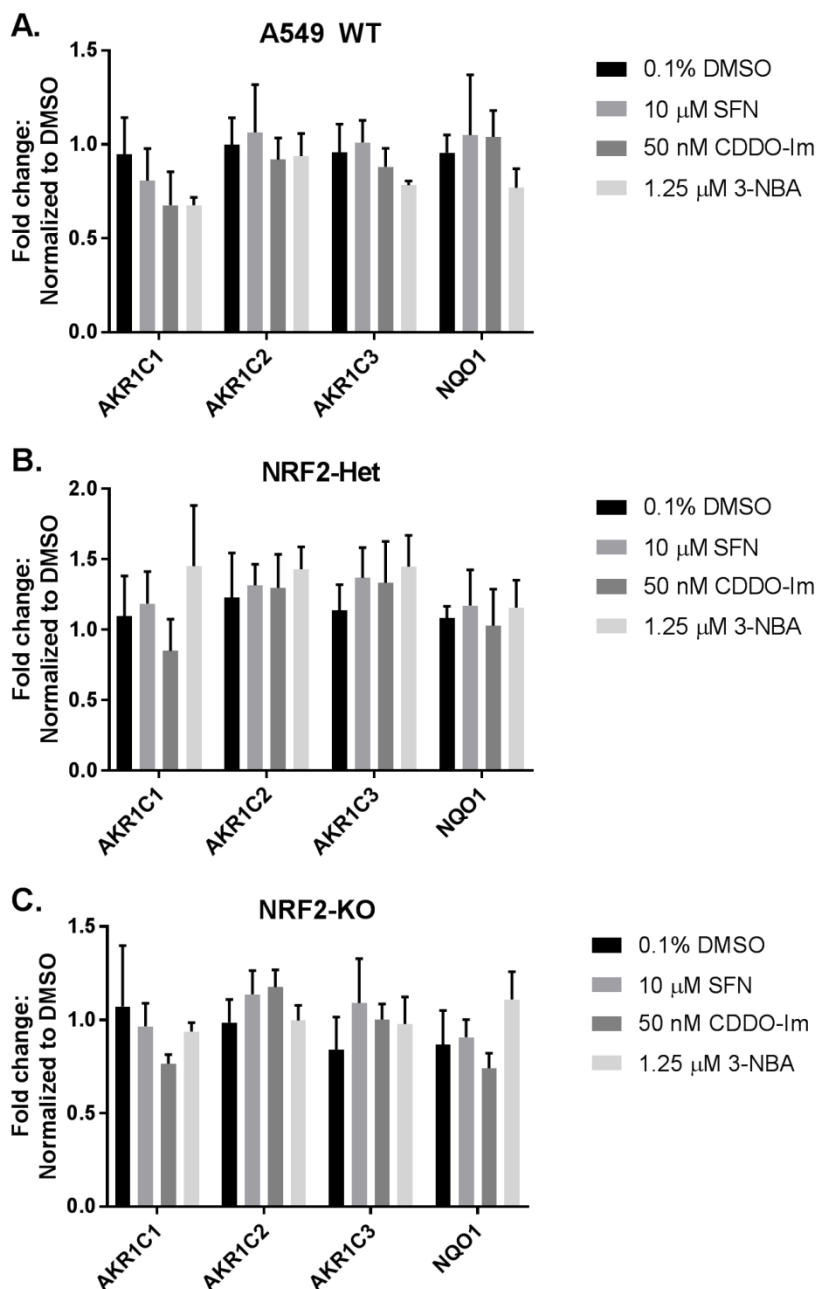 A.
A549 WT
Fold change:
Normalized to DMSO
1.5
1.0
0.5
0.0
AKR1C1
AKR1C2
AKR1C3
NQO1
0.1% DMSO
10 μM SFN
50 nM CDDO-Im
1.25 μM 3-NBA
B.
NRF2-Het
Fold change:
Normalized to DMSO
2.0
1.5
1.0
0.5
0.0
AKR1C1
AKR1C2
AKR1C3
NQO1
0.1% DMSO
10 μM SFN
50 nM CDDO-Im
1.25 μM 3-NBA
C.
NRF2-KO
Fold change:
Normalized to DMSO
1.5
1.0
0.5
0.0
AKR1C1
AKR1C2
AKR1C3
NQO1
0.1% DMSO
10 μM SFN
50 nM CDDO-Im
1.25 μM 3-NBA